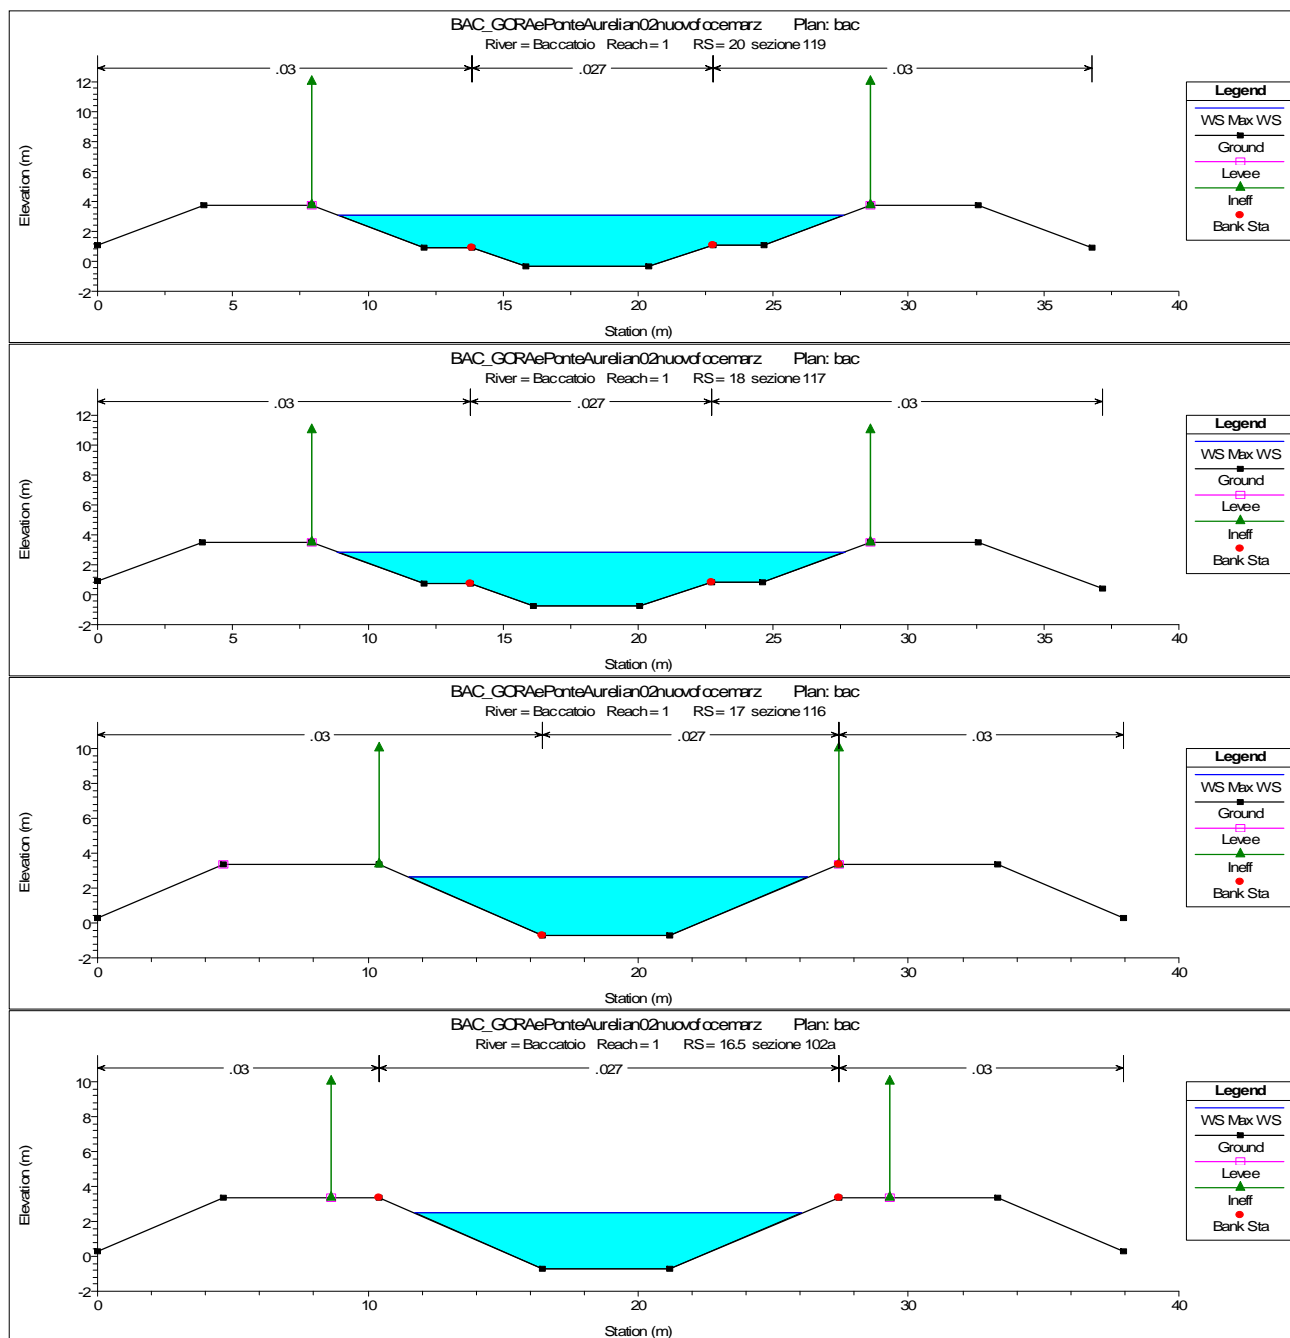 BAC_GORAePonteAurelian02nuovofocemarz Plan: bac
River = Baccatoio Reach = 1 RS = 20 sezione 119
.03 .027 .03
Legend
WS Max WS
Ground
Levee
Ineff
Bank Sta
12
10
8
6
4
2
0
-2
Elevation (m)
0 5 10 15 20 25 30 35 40
Station (m)
BAC_GORAePonteAurelian02nuovofocemarz Plan: bac
River = Baccatoio Reach = 1 RS = 18 sezione 117
.03 .027 .03
Legend
WS Max WS
Ground
Levee
Ineff
Bank Sta
12
10
8
6
4
2
0
-2
Elevation (m)
0 5 10 15 20 25 30 35 40
Station (m)
BAC_GORAePonteAurelian02nuovofocemarz Plan: bac
River = Baccatoio Reach = 1 RS = 17 sezione 116
.03 .027 .03
Legend
WS Max WS
Ground
Levee
Ineff
Bank Sta
10
8
6
4
2
0
-2
Elevation (m)
0 10 20 30 40
Station (m)
BAC_GORAePonteAurelian02nuovofocemarz Plan: bac
River = Baccatoio Reach = 1 RS = 16.5 sezione 102a
.03 .027 .03
Legend
WS Max WS
Ground
Levee
Ineff
Bank Sta
10
8
6
4
2
0
-2
Elevation (m)
0 10 20 30 40
Station (m)